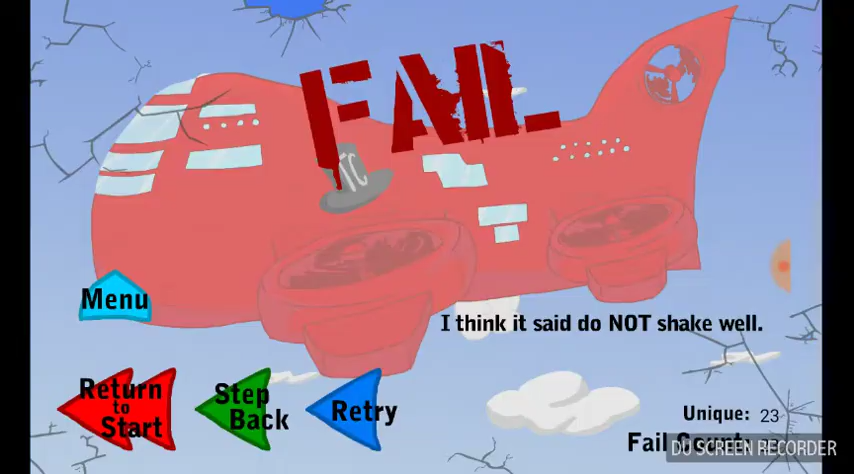 FAIL
TC
Menu
I think it said do NOT shake well.
Return
to
Start
Step
Back
Retry
Unique: 23
Fail
DU SCREEN RECORDER